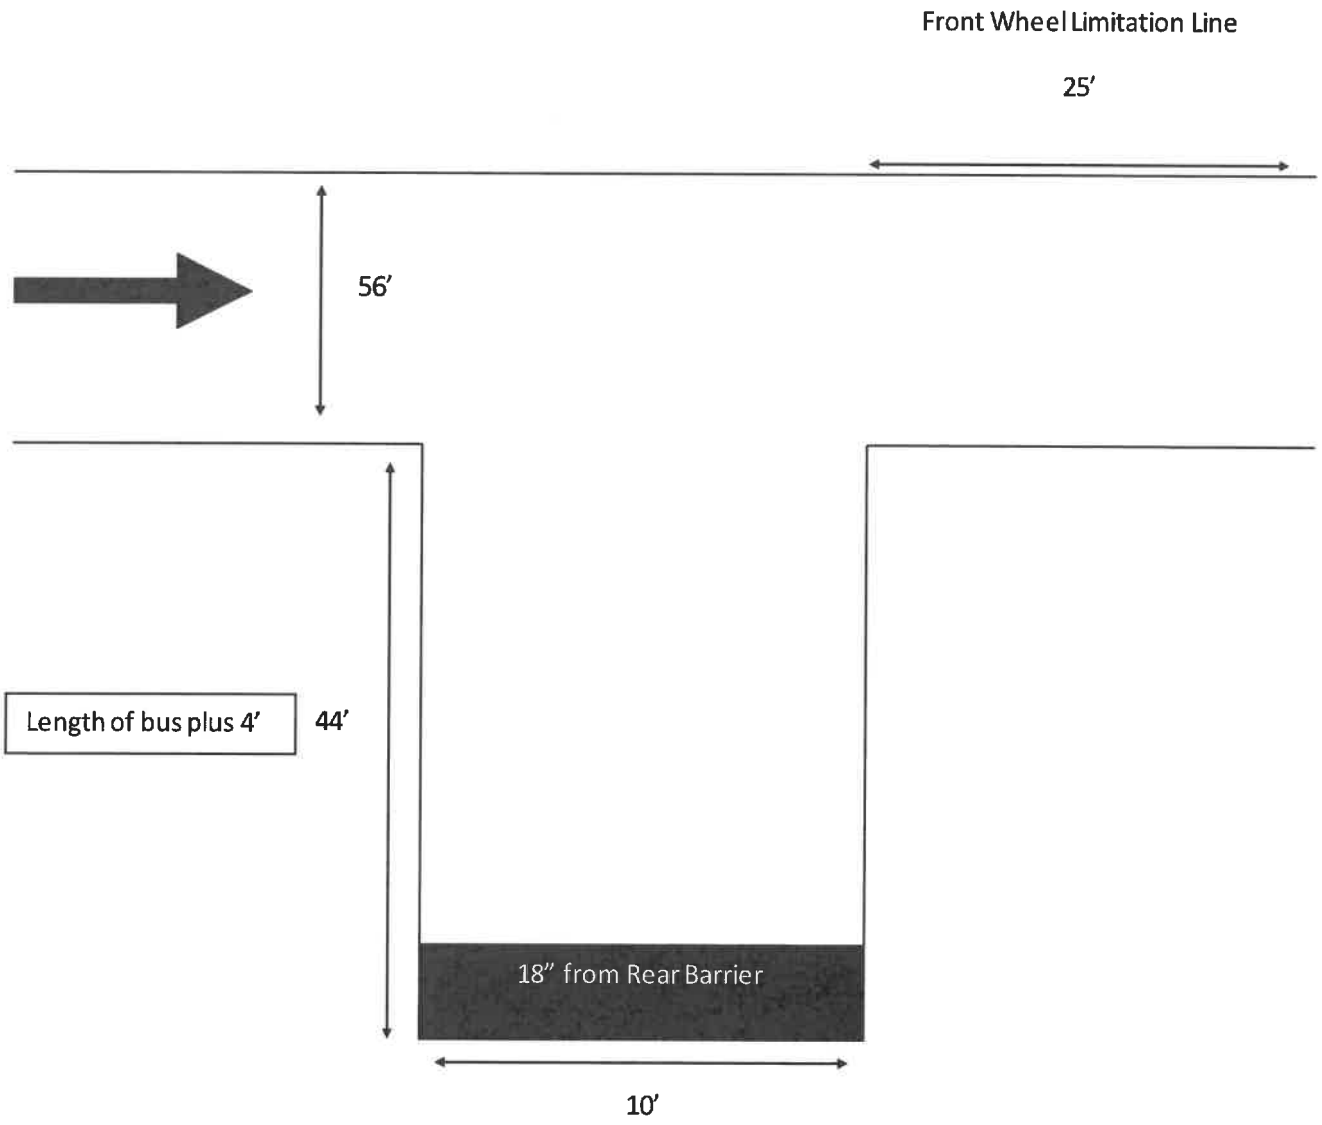 Front Wheel Limitation Line
25′
56′
Length of bus plus 4′
44′
18″ from Rear Barrier
10′